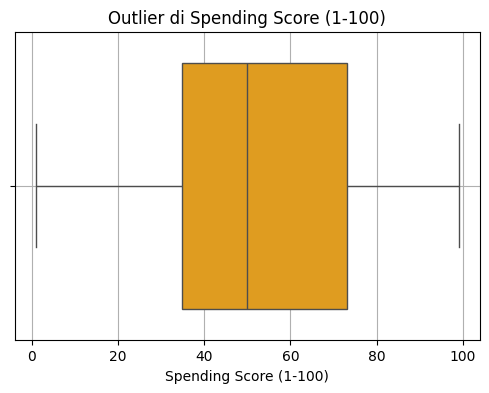 Outlier di Spending Score (1-100)
0 20 40 60 80 100
Spending Score (1-100)